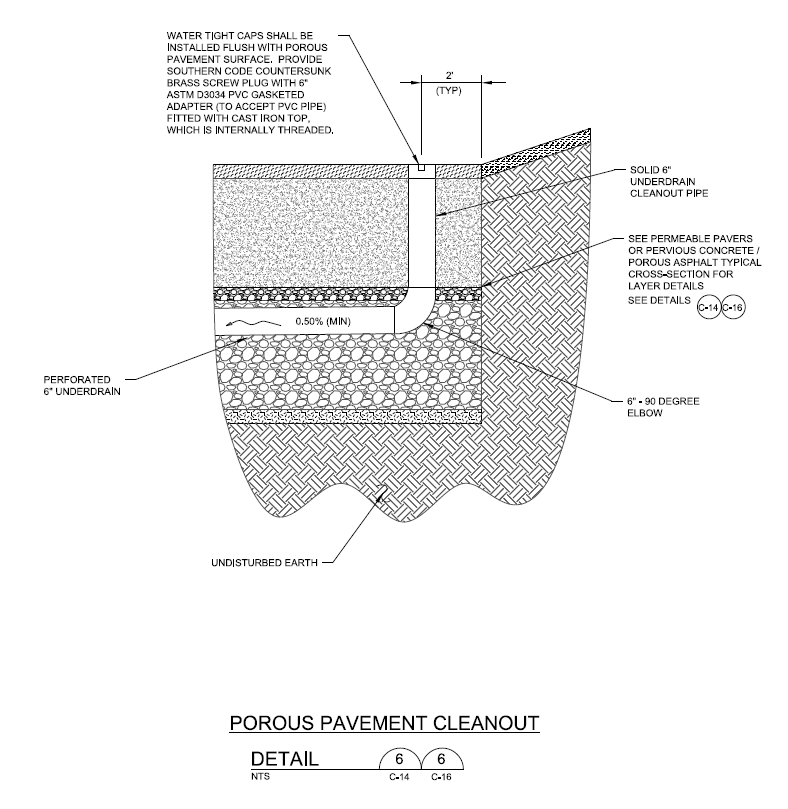 WATER TIGHT CAPS SHALL BE
INSTALLED FLUSH WITH POROUS
PAVEMENT SURFACE. PROVIDE
SOUTHERN CODE COUNTERSUNK
BRASS SCREW PLUG WITH 6"
ASTM D3034 PVC GASKETED
ADAPTER (TO ACCEPT PVC PIPE)
FITTED WITH CAST IRON TOP,
WHICH IS INTERNALLY THREADED.
2'
(TYP)
SOLID 6"
UNDERDRAIN
CLEANOUT PIPE
SEE PERMEABLE PAVERS
OR PERVIOUS CONCRETE /
POROUS ASPHALT TYPICAL
CROSS-SECTION FOR
LAYER DETAILS
SEE DETAILS C-14 C-16
0.50% (MIN)
PERFORATED
6" UNDERDRAIN
6" - 90 DEGREE
ELBOW
UNDISTURBED EARTH
POROUS PAVEMENT CLEANOUT
DETAIL 6 6
NTS C-14 C-16